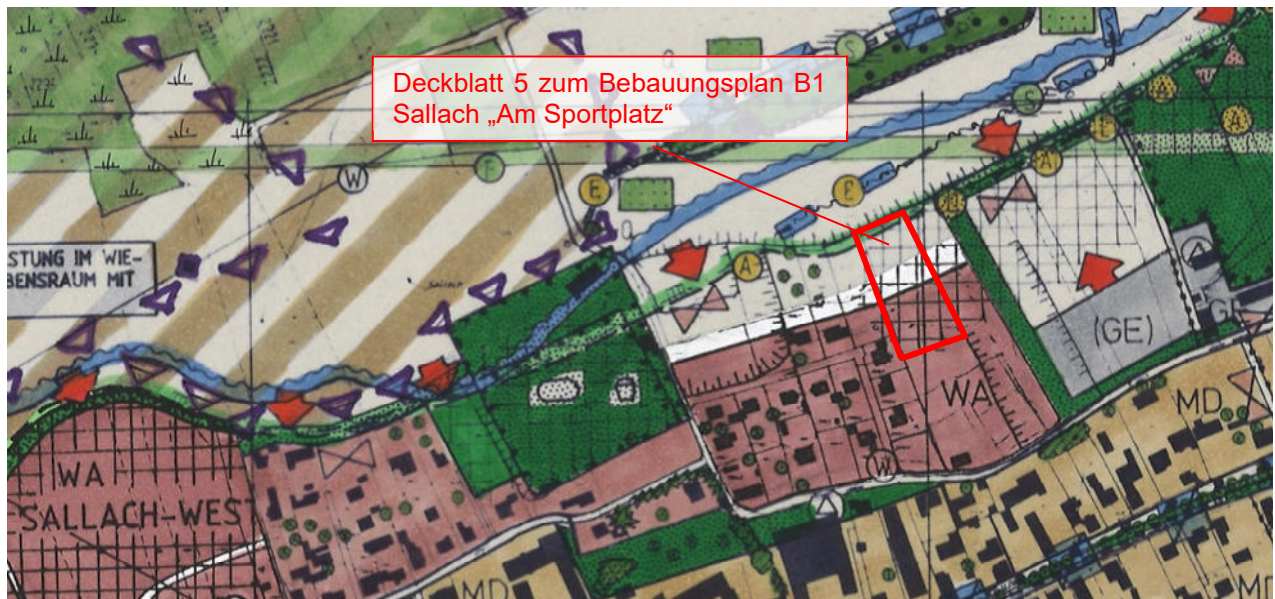 Deckblatt 5 zum Bebauungsplan B1
Sallach „Am Sportplatz“
S
S
W
F
E
E
A
A
L
A
A
STUNG IM WIE-
BENSRAUM MIT
SALLACH
(GE)
WA
MD
W
WA
SALLACH-WEST
MD
MD